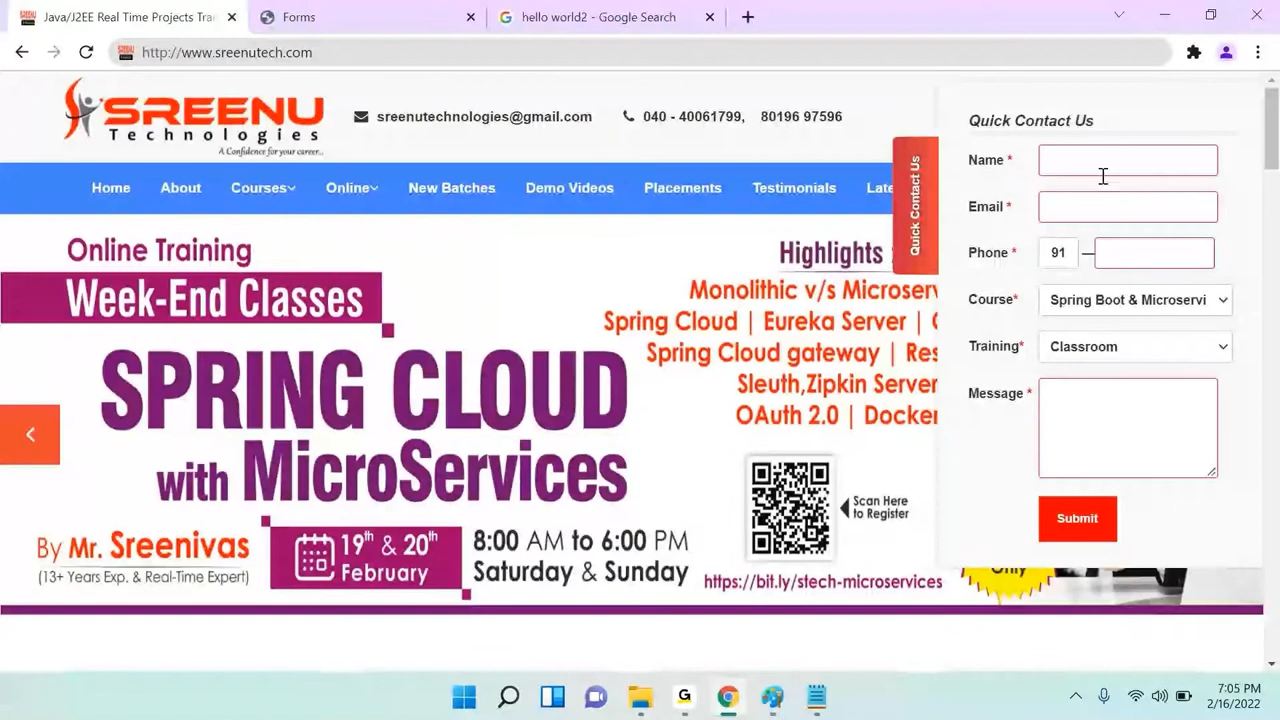 Java/J2EE Real Time Projects Tra
Forms
hello world2 - Google Search
http://www.sreenutech.com
SREENU
Technologies
A Confidence for your career...
sreenutechnologies@gmail.com
040 - 40061799, 80196 97596
Home About Courses Online New Batches Demo Videos Placements Testimonials Late
Quick Contact Us
Quick Contact Us
Name *
Email *
Phone * 91 —
Course* Spring Boot & Microservi
Training* Classroom
Message *
Submit
Online Training
Week-End Classes
SPRING CLOUD
with MicroServices
By Mr. Sreenivas
(13+ Years Exp. & Real-Time Expert)
19th & 20th
February
8:00 AM to 6:00 PM
Saturday & Sunday
Highlights :
Monolithic v/s Microserv
Spring Cloud | Eureka Server |
Spring Cloud gateway | Res
Sleuth,Zipkin Server
OAuth 2.0 | Docker
Scan Here
to Register
https://bit.ly/stech-microservices
Only
7:05 PM
2/16/2022